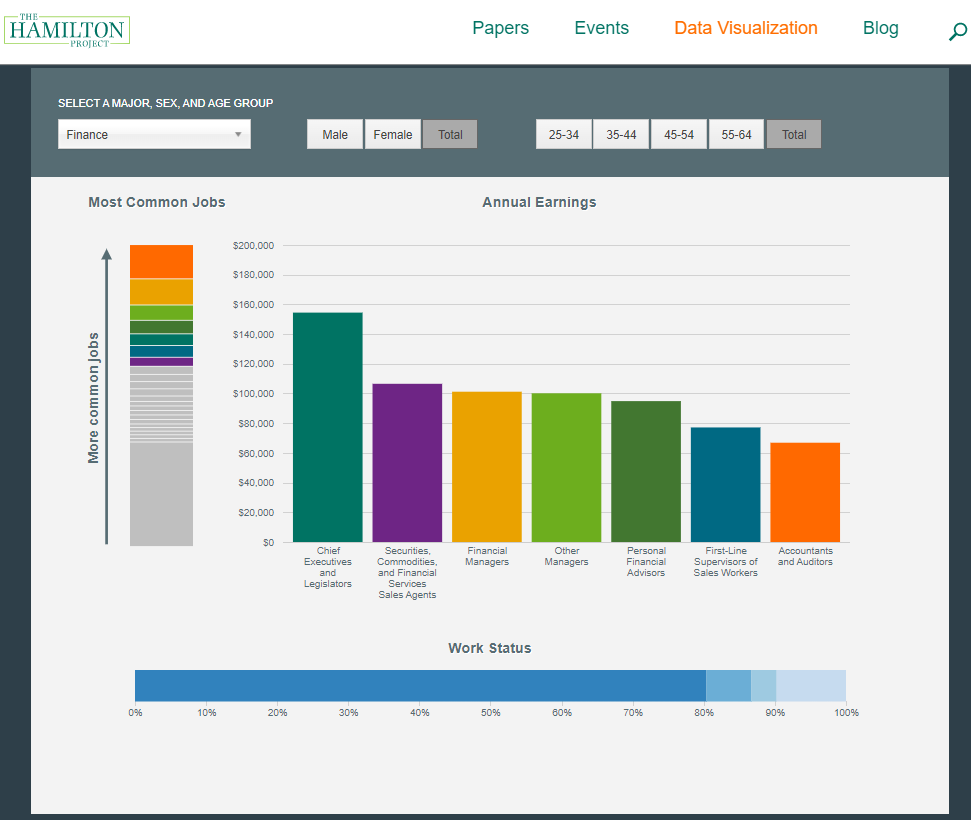 THE
HAMILTON
PROJECT
Papers Events Data Visualization Blog
SELECT A MAJOR, SEX, AND AGE GROUP
Finance Male Female Total 25-34 35-44 45-54 55-64 Total
Most Common Jobs
More common jobs
Annual Earnings
$200,000
$180,000
$160,000
$140,000
$120,000
$100,000
$80,000
$60,000
$40,000
$20,000
$0
Chief
Executives
and
Legislators
Securities,
Commodities,
and Financial
Services
Sales Agents
Financial
Managers
Other
Managers
Personal
Financial
Advisors
First-Line
Supervisors of
Sales Workers
Accountants
and Auditors
Work Status
0% 10% 20% 30% 40% 50% 60% 70% 80% 90% 100%